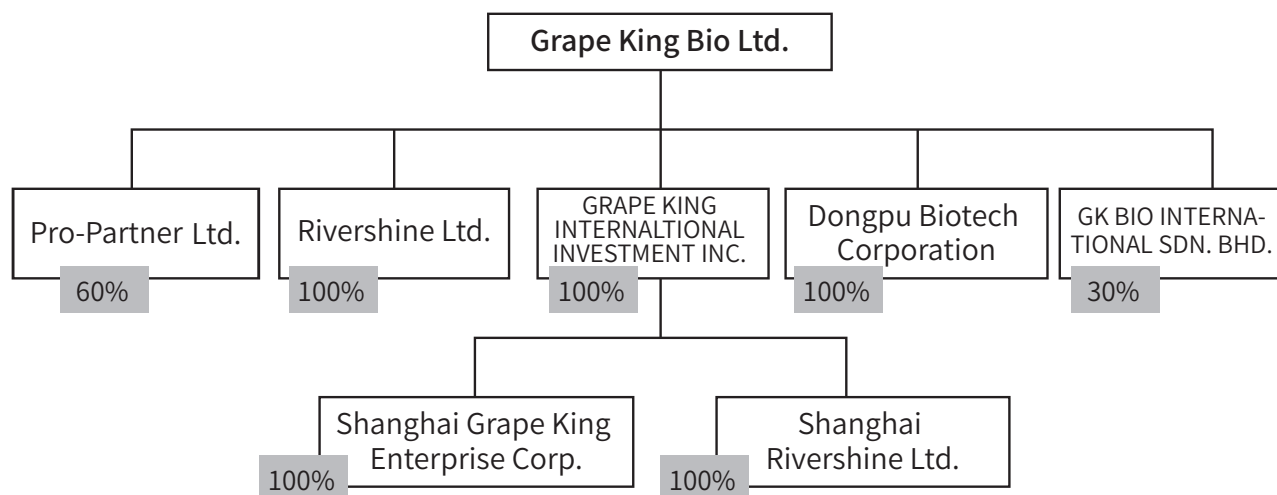 Grape King Bio Ltd.
Pro-Partner Ltd.
60%
Rivershine Ltd.
100%
GRAPE KING
INTERNALTIONAL
INVESTMENT INC.
100%
Dongpu Biotech
Corporation
100%
GK BIO INTERNA-
TIONAL SDN. BHD.
30%
Shanghai Grape King
Enterprise Corp.
100%
Shanghai
Rivershine Ltd.
100%